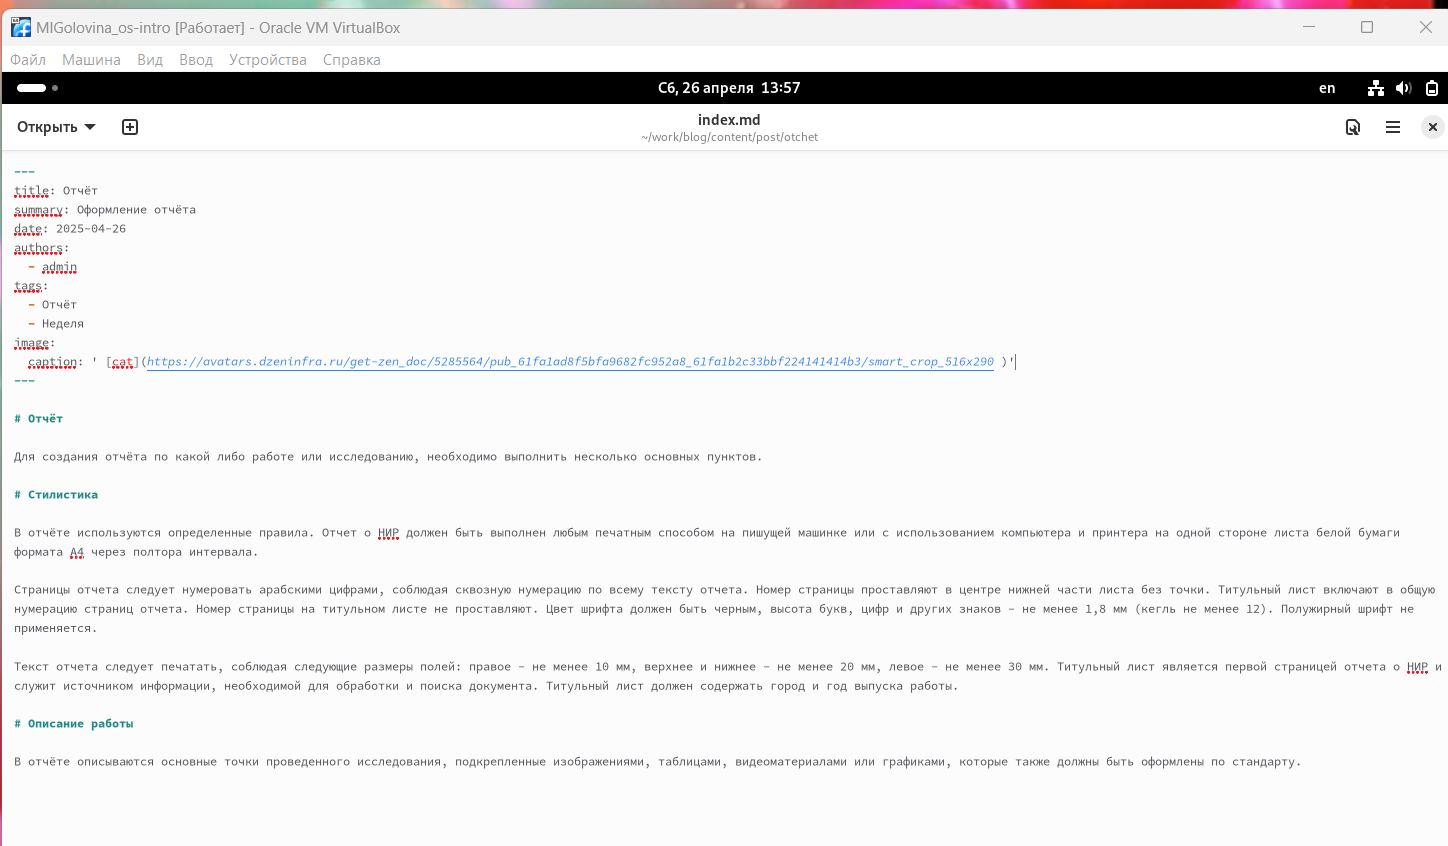 MIGolovina_os-intro [Работает] - Oracle VM VirtualBox
Файл Машина Вид Ввод Устройства Справка
Сб, 26 апреля 13:57
en
Открыть
index.md
~/work/blog/content/post/otchet
---
title: Отчёт
summary: Оформление отчёта
date: 2025-04-26
authors:
  - admin
tags:
  - Отчёт
  - Неделя
image:
  caption: ' [cat](https://avatars.dzeninfra.ru/get-zen_doc/5285564/pub_61fa1ad8f5bfa9682fc952a8_61fa1b2c33bbf224141414b3/smart_crop_516x290 )'
---
# Отчёт
Для создания отчёта по какой либо работе или исследованию, необходимо выполнить несколько основных пунктов.
# Стилистика
В отчёте используются определенные правила. Отчет о НИР должен быть выполнен любым печатным способом на пишущей машинке или с использованием компьютера и принтера на одной стороне листа белой бумаги
формата А4 через полтора интервала.
Страницы отчета следует нумеровать арабскими цифрами, соблюдая сквозную нумерацию по всему тексту отчета. Номер страницы проставляют в центре нижней части листа без точки. Титульный лист включают в общую
нумерацию страниц отчета. Номер страницы на титульном листе не проставляют. Цвет шрифта должен быть черным, высота букв, цифр и других знаков – не менее 1,8 мм (кегль не менее 12). Полужирный шрифт не
применяется.
Текст отчета следует печатать, соблюдая следующие размеры полей: правое – не менее 10 мм, верхнее и нижнее – не менее 20 мм, левое – не менее 30 мм. Титульный лист является первой страницей отчета о НИР и
служит источником информации, необходимой для обработки и поиска документа. Титульный лист должен содержать город и год выпуска работы.
# Описание работы
В отчёте описываются основные точки проведенного исследования, подкрепленные изображениями, таблицами, видеоматериалами или графиками, которые также должны быть оформлены по стандарту.